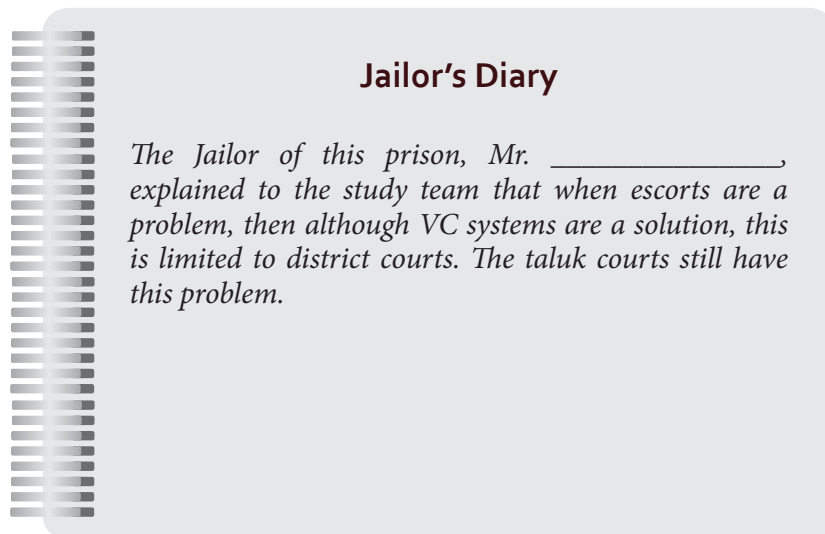 Jailor’s Diary
The Jailor of this prison, Mr. _______________,
explained to the study team that when escorts are a
problem, then although VC systems are a solution, this
is limited to district courts. The taluk courts still have
this problem.